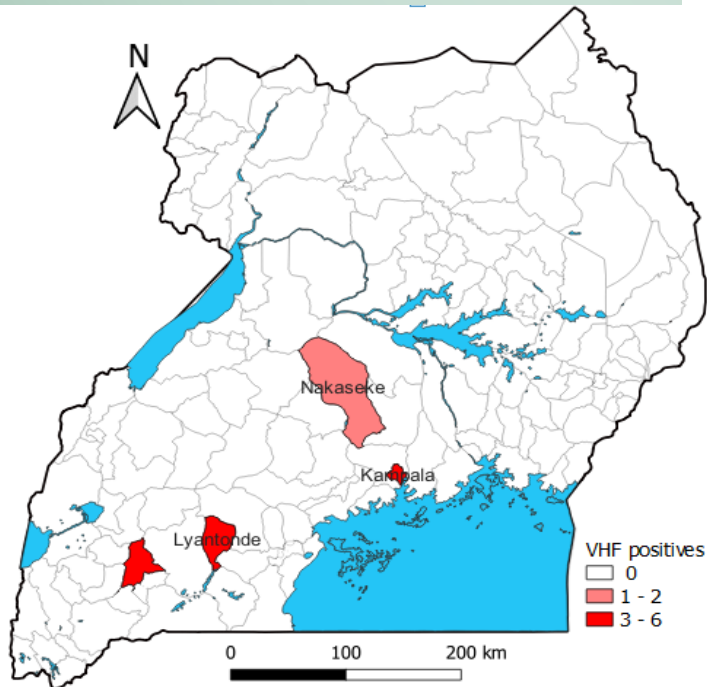 N
Nakaseke
Kampala
Lyantonde
VHF positives
0
1 - 2
3 - 6
0 100 200 km